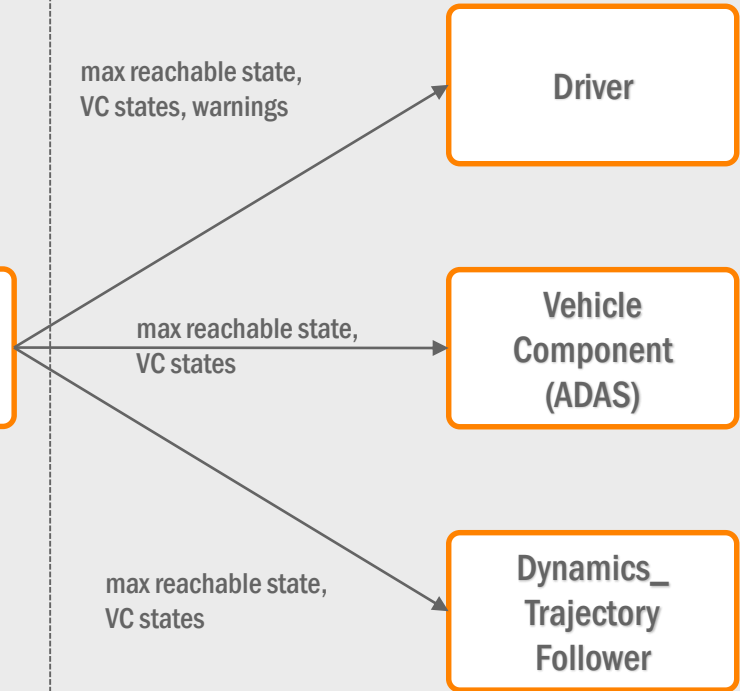 max reachable state,
VC states, warnings
Driver
max reachable state,
VC states
Vehicle
Component
(ADAS)
max reachable state,
VC states
Dynamics_
Trajectory
Follower